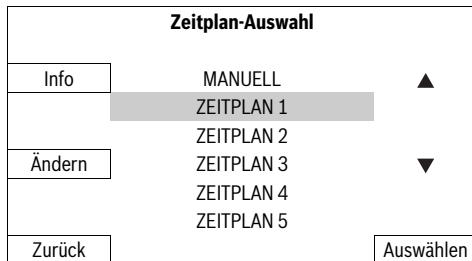 Zeitplan-Auswahl
Info
MANUELL
ZEITPLAN 1
ZEITPLAN 2
Ändern
ZEITPLAN 3
ZEITPLAN 4
ZEITPLAN 5
Zurück
Auswählen